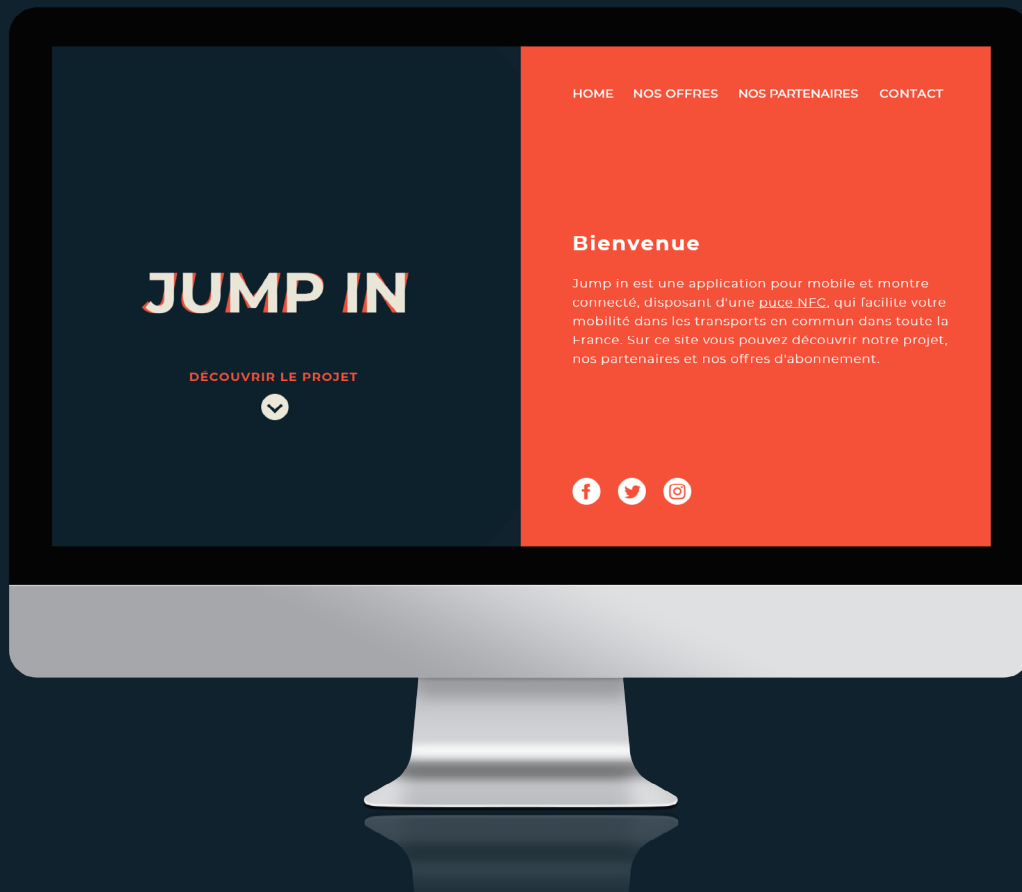 JUMP IN
DÉCOUVRIR LE PROJET
HOME NOS OFFRES NOS PARTENAIRES CONTACT
Bienvenue
Jump in est une application pour mobile et montre
connecté, disposant d'une puce NFC, qui facilite votre
mobilité dans les transports en commun dans toute la
France. Sur ce site vous pouvez découvrir notre projet,
nos partenaires et nos offres d'abonnement.